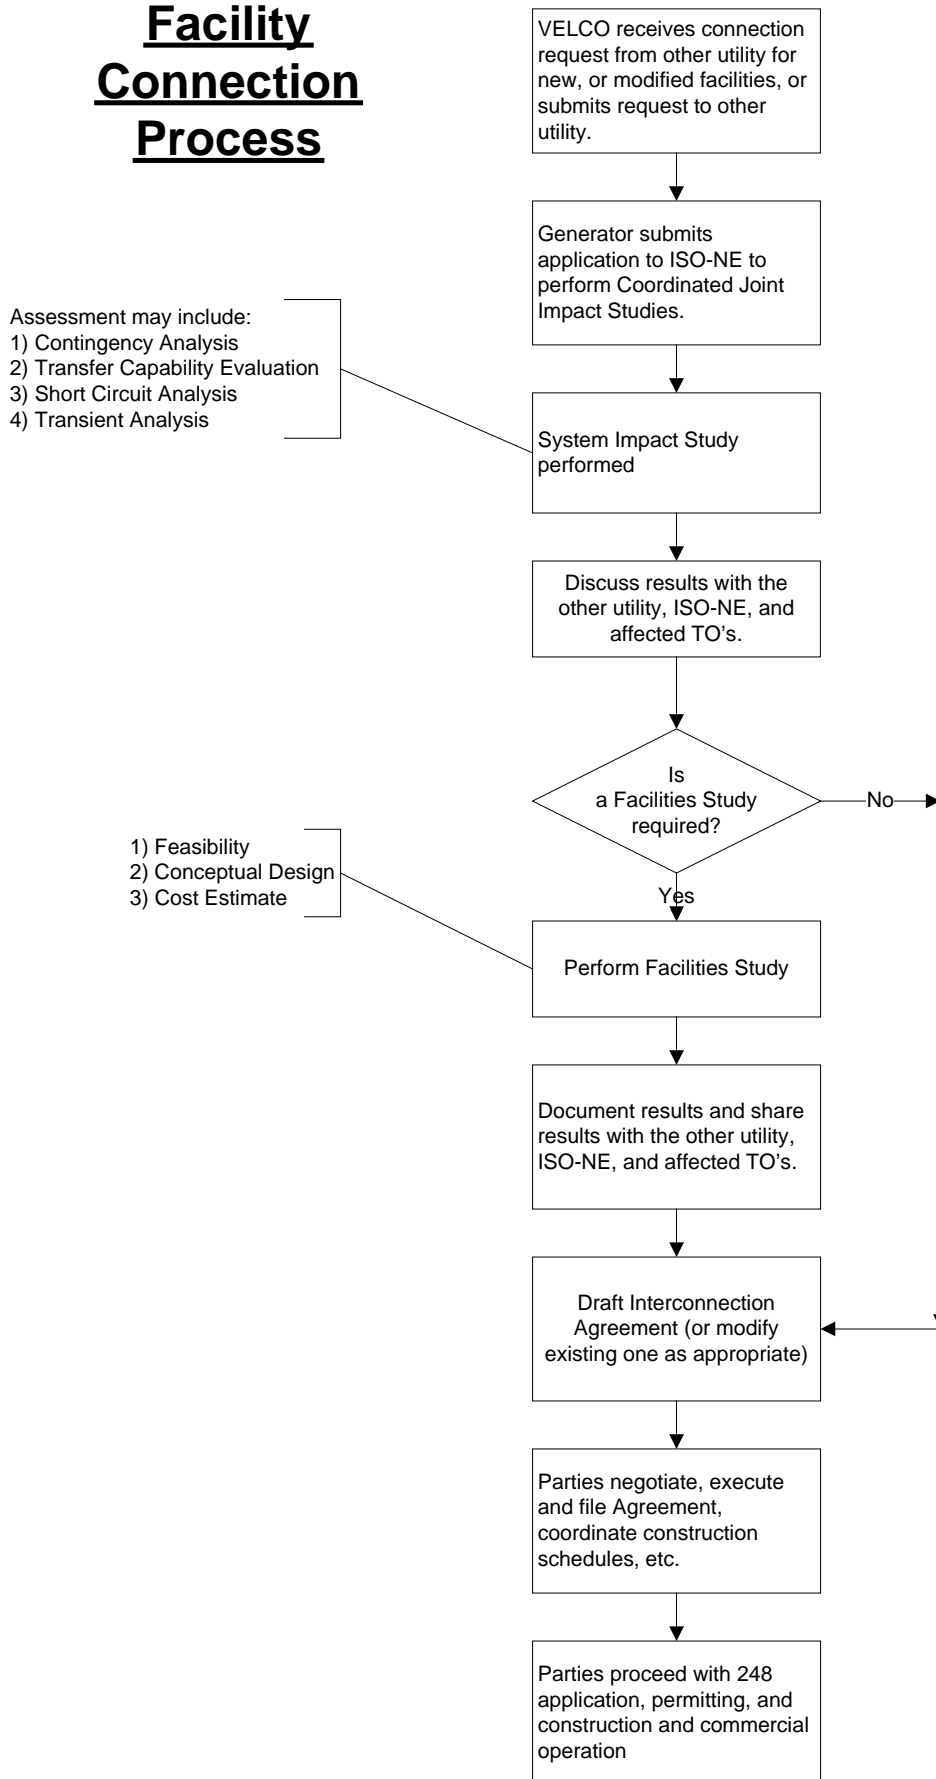 Facility
Connection
Process
VELCO receives connection
request from other utility for
new, or modified facilities, or
submits request to other
utility.
Generator submits
application to ISO-NE to
perform Coordinated Joint
Impact Studies.
Assessment may include:
1) Contingency Analysis
2) Transfer Capability Evaluation
3) Short Circuit Analysis
4) Transient Analysis
System Impact Study
performed
Discuss results with the
other utility, ISO-NE, and
affected TO's.
Is
a Facilities Study
required?
No
Yes
1) Feasibility
2) Conceptual Design
3) Cost Estimate
Perform Facilities Study
Document results and share
results with the other utility,
ISO-NE, and affected TO's.
Draft Interconnection
Agreement (or modify
existing one as appropriate)
Parties negotiate, execute
and file Agreement,
coordinate construction
schedules, etc.
Parties proceed with 248
application, permitting, and
construction and commercial
operation